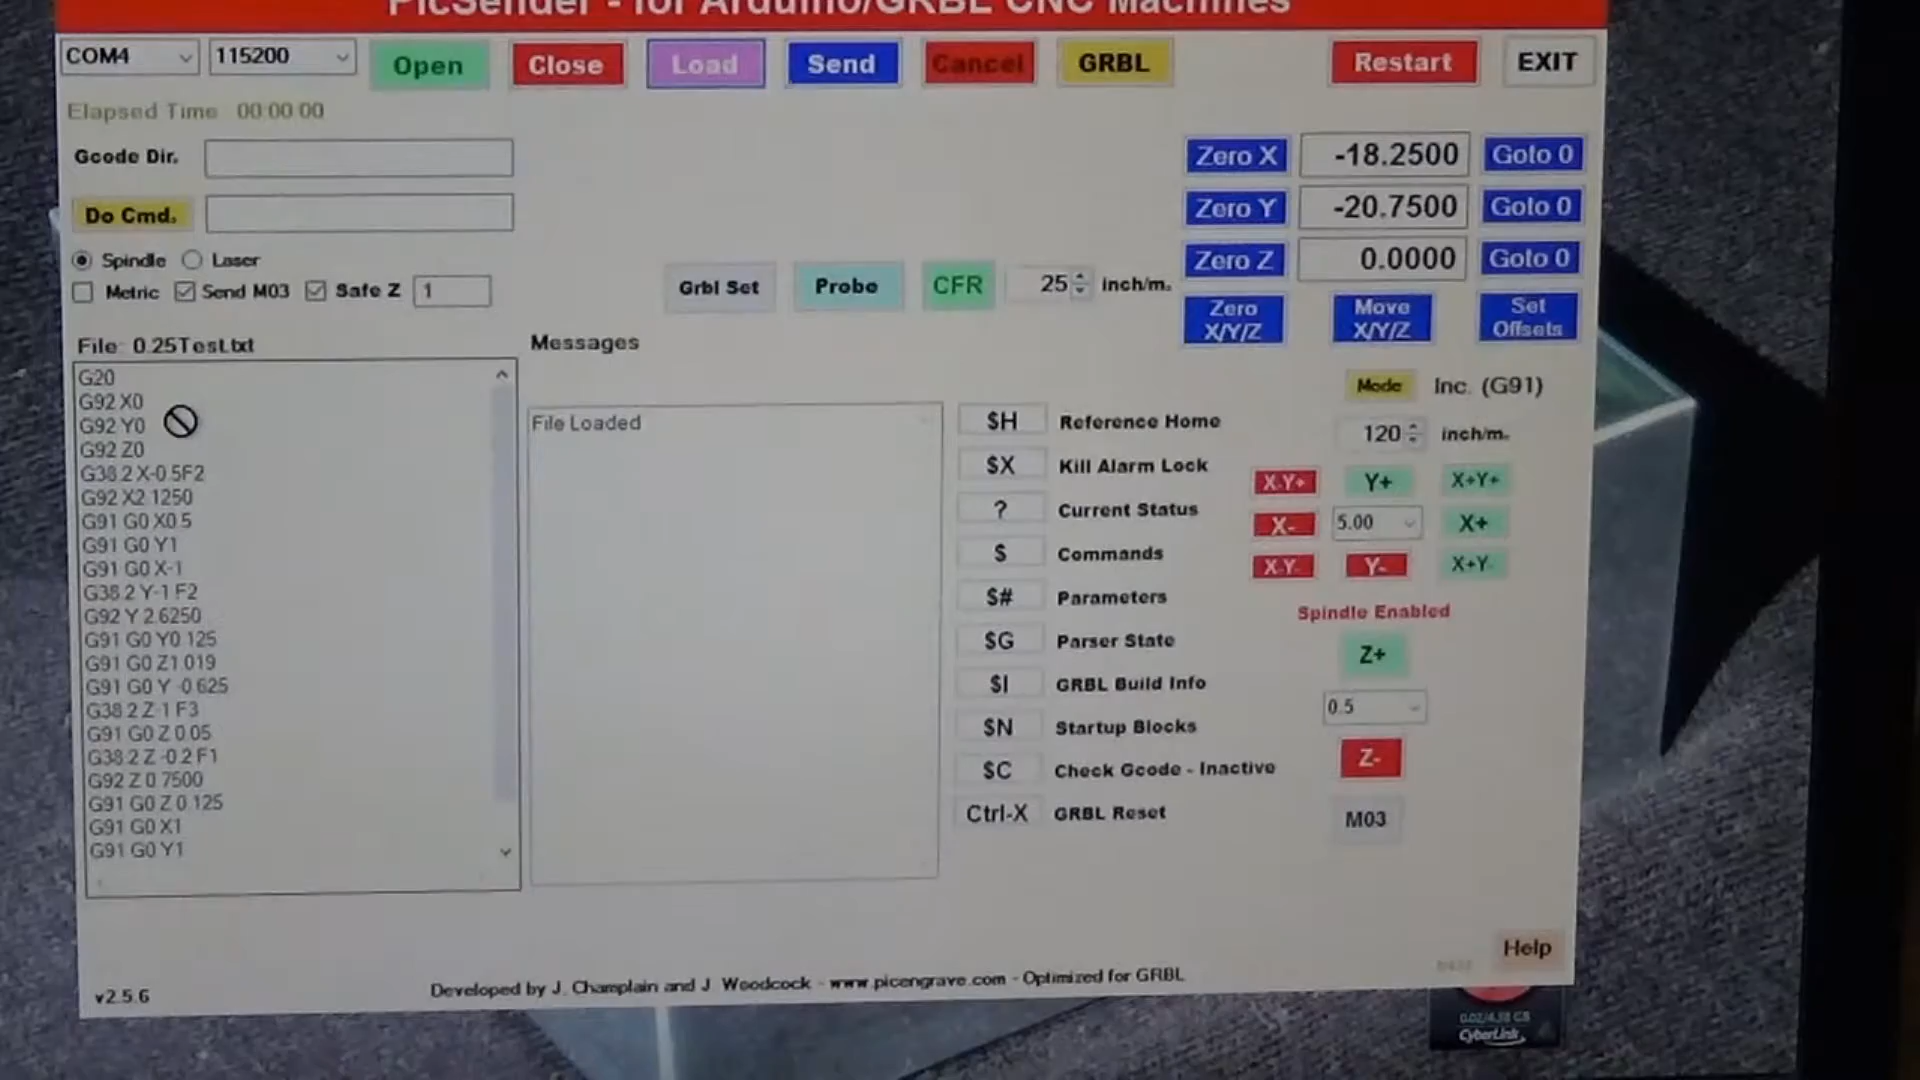 PicSender - for Arduino/GRBL CNC Machines
COM4 115200 Open Close Load Send Cancel GRBL Restart EXIT
Elapsed Time 00:00:00
Gcode Dir. Zero X -18.2500 Goto 0
Do Cmd. Zero Y -20.7500 Goto 0
Spindle Laser Zero Z 0.0000 Goto 0
Metric Send M03 Safe Z 1 Grbl Set Probe CFR 25 inch/m.
Zero X/Y/Z Move X/Y/Z Set Offsets
File: 0.25Test.txt Messages
Mode Inc. (G91)
120 inch/m.
G20
G92 X0
G92 Y0
G92 Z0
G38.2 X-0.5F2
G92 X2.1250
G91 G0 X0.5
G91 G0 Y1
G91 G0 X-1
G38.2 Y-1 F2
G92 Y 2.6250
G91 G0 Y0.125
G91 G0 Z1.019
G91 G0 Y -0.625
G38.2 Z-1 F3
G91 G0 Z 0.05
G38.2 Z -0.2 F1
G92 Z 0.7500
G91 G0 Z 0.125
G91 G0 X1
G91 G0 Y1
File Loaded
$H Reference Home
$X Kill Alarm Lock
? Current Status
$ Commands
$# Parameters
$G Parser State
$I GRBL Build Info
$N Startup Blocks
$C Check Gcode - Inactive
Ctrl-X GRBL Reset
X-Y+ Y+ X+Y+
X- 5.00 X+
X-Y- Y- X+Y-
Spindle Enabled
Z+
0.5
Z-
M03
Help
v2.5.6 Developed by J. Champlain and J. Woodcock - www.picengrave.com - Optimized for GRBL
CyberLink